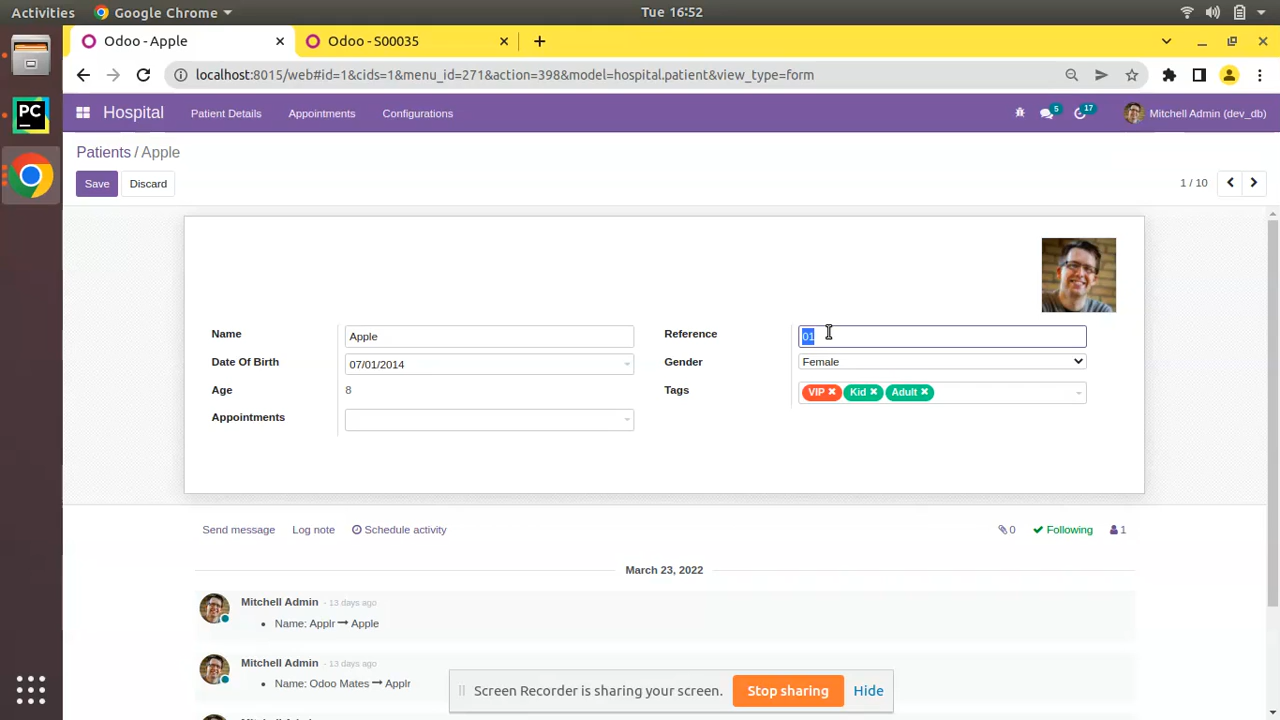 Activities Google Chrome Tue 16:52
Odoo - Apple Odoo - S00035
localhost:8015/web#id=1&cids=1&menu_id=271&action=398&model=hospital.patient&view_type=form
Hospital Patient Details Appointments Configurations 5 17 Mitchell Admin (dev_db)
Patients / Apple
Save Discard 1 / 10
Name Apple Reference 01
Date Of Birth 07/01/2014 Gender Female
Age 8 Tags VIP Kid Adult
Appointments
Send message Log note Schedule activity 0 Following 1
March 23, 2022
Mitchell Admin - 13 days ago
Name: Applr Apple
Mitchell Admin - 13 days ago
Name: Odoo Mates Applr
Screen Recorder is sharing your screen. Stop sharing Hide
PC